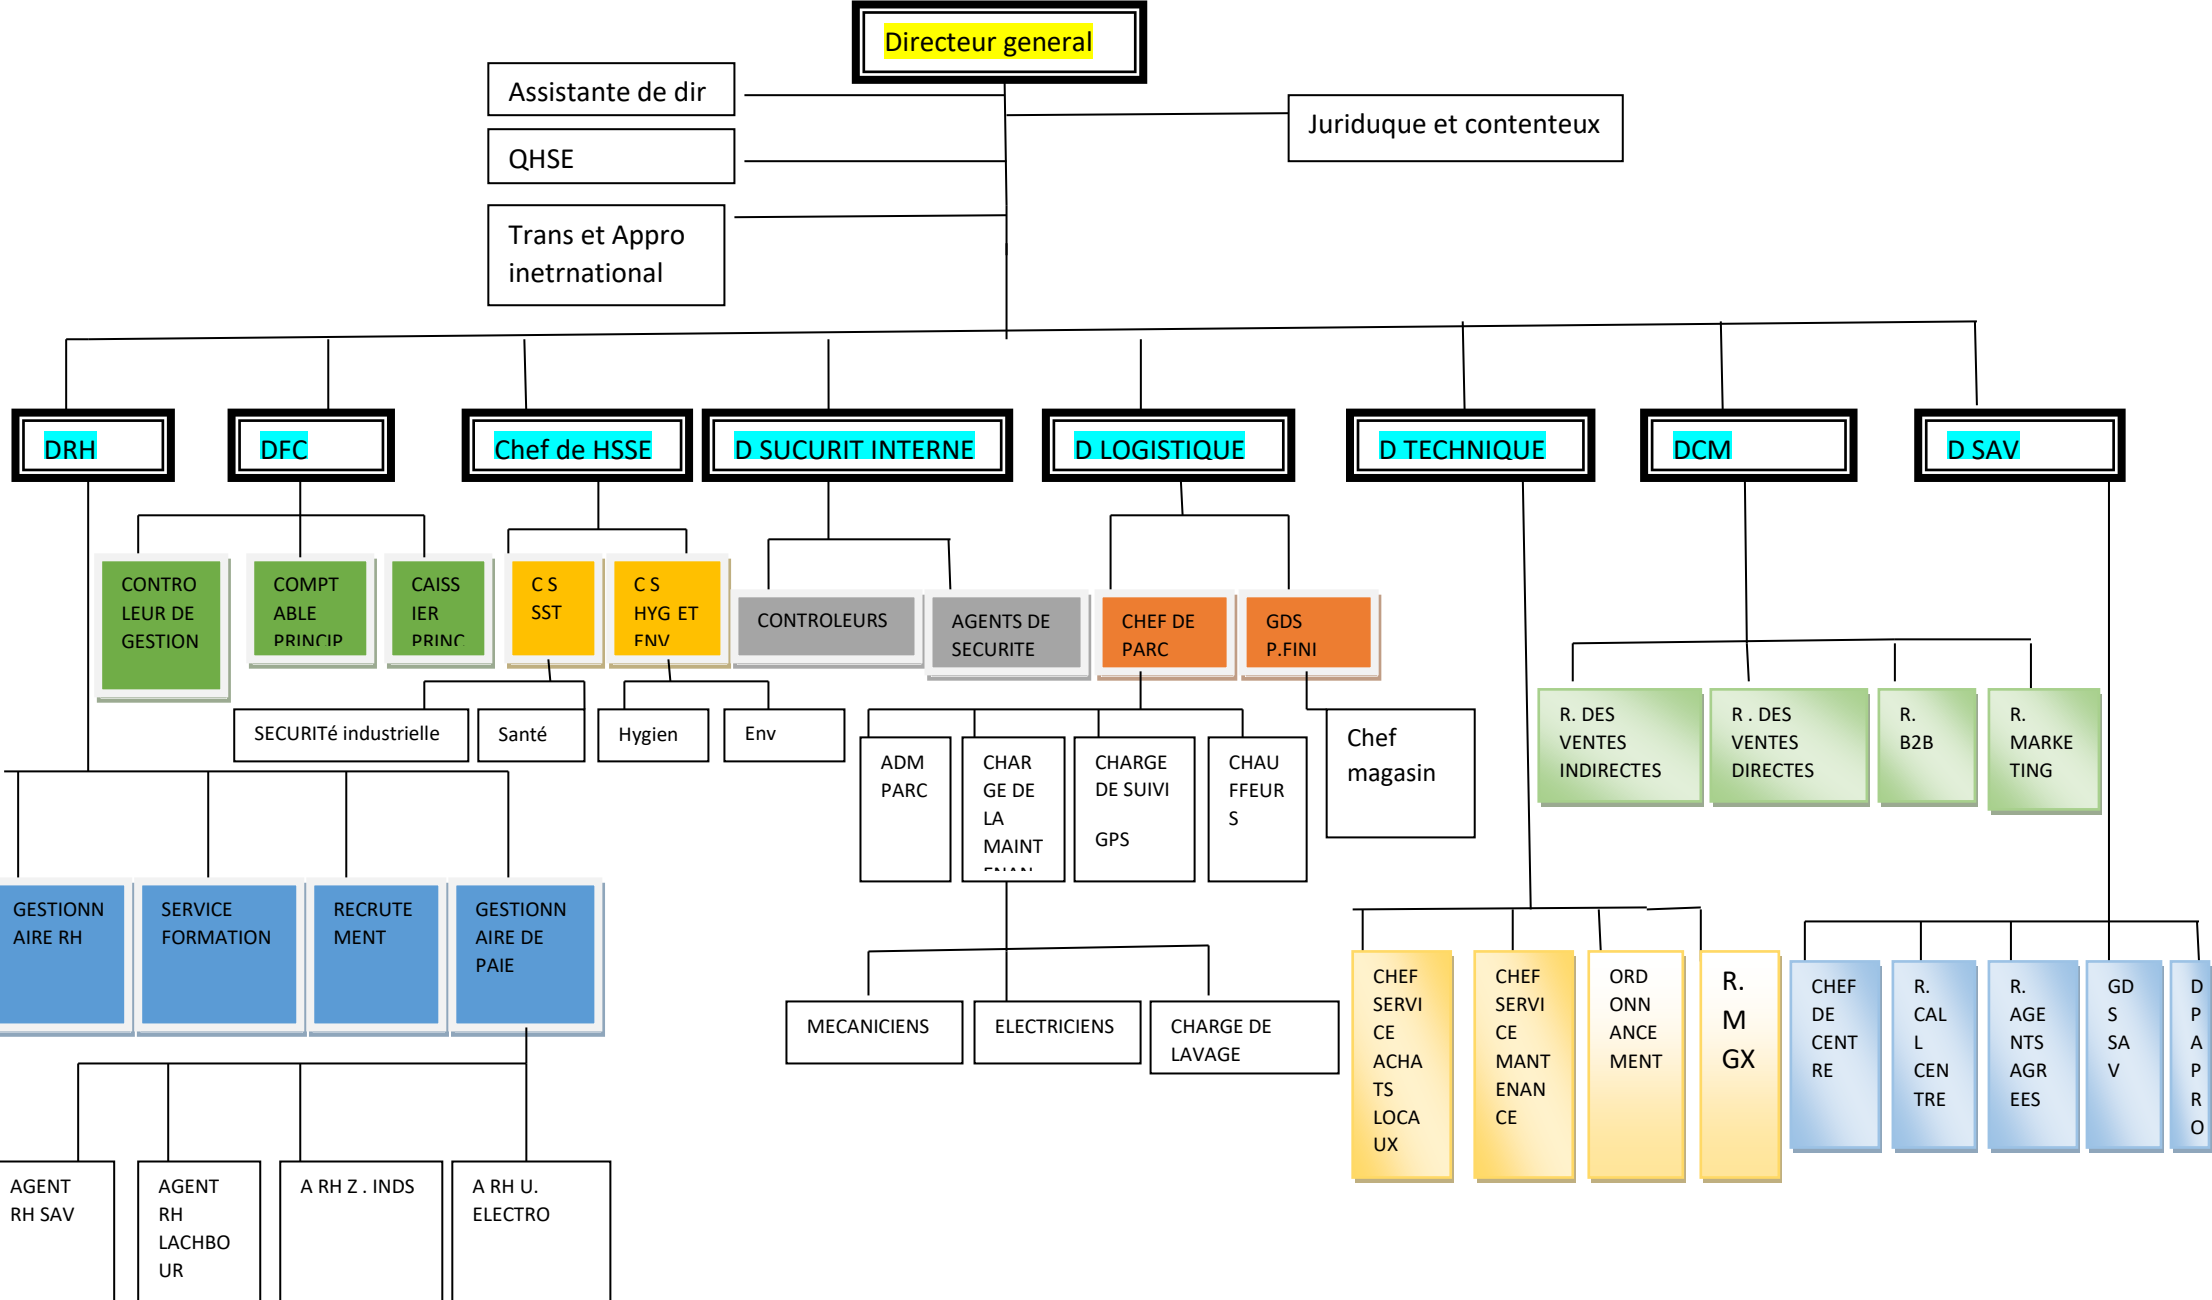 Directeur general
Assistante de dir
Juriduque et contenteux
QHSE
Trans et Appro
inetrnational
DRH
DFC
Chef de HSSE
D SUCURIT INTERNE
D LOGISTIQUE
D TECHNIQUE
DCM
D SAV
CONTRO
LEUR DE
GESTION
COMPT
ABLE
PRINCIP
CAISS
IER
PRINC
C S
SST
C S
HYG ET
ENV
CONTROLEURS
AGENTS DE
SECURITE
CHEF DE
PARC
GDS
P.FINI
SECURITé industrielle
Santé
Hygien
Env
ADM
PARC
CHAR
GE DE
LA
MAINT
ENAN
CHARGE
DE SUIVI
GPS
CHAU
FFEUR
S
Chef
magasin
R. DES
VENTES
INDIRECTES
R . DES
VENTES
DIRECTES
R.
B2B
R.
MARKE
TING
GESTIONN
AIRE RH
SERVICE
FORMATION
RECRUTE
MENT
GESTIONN
AIRE DE
PAIE
MECANICIENS
ELECTRICIENS
CHARGE DE
LAVAGE
CHEF
SERVI
CE
ACHA
TS
LOCA
UX
CHEF
SERVI
CE
MANT
ENAN
CE
ORD
ONN
ANCE
MENT
R.
M
GX
CHEF
DE
CENT
RE
R.
CAL
L
CEN
TRE
R.
AGE
NTS
AGR
EES
GD
S
SA
V
D
P
A
P
R
O
AGENT
RH SAV
AGENT
RH
LACHBO
UR
A RH Z . INDS
A RH U.
ELECTRO